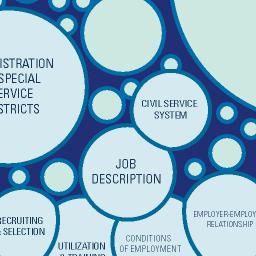 ISTRATION
SPECIAL
ERVICE
STRICTS
CIVIL SERVICE
SYSTEM
JOB
DESCRIPTION
EMPLOYER-EMPLOY
RELATIONSHIP
RECRUITING
& SELECTION
CONDITIONS
OF EMPLOYMENT
UTILIZATION
& TRAINING